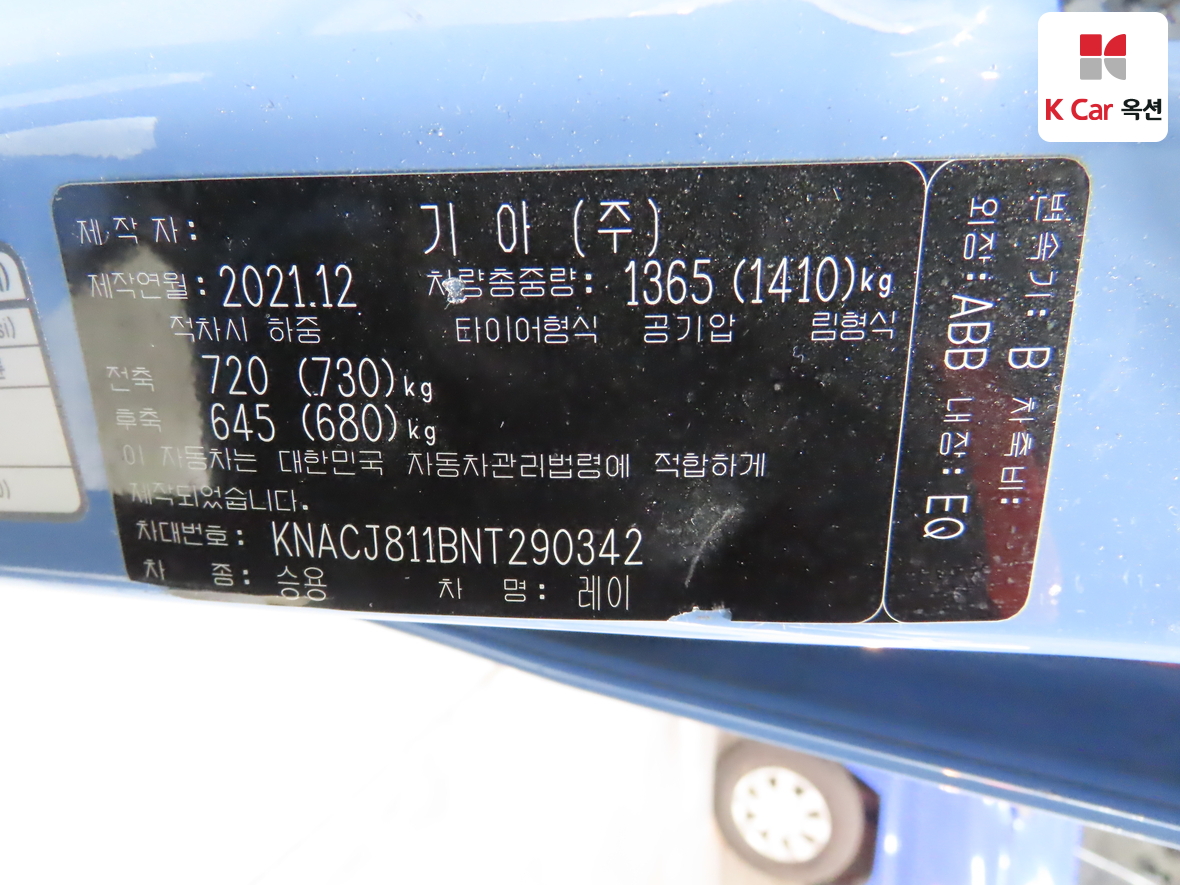 K Car 옥션
제 작 자 : 기 아 (주)
제작연월 : 2021.12 차량총중량 : 1365 (1410)kg
적차시 하중 타이어형식 공기압 림형식
전축 720 (730)kg
후축 645 (680)kg
이 자동차는 대한민국 자동차관리법령에 적합하게
제작되었습니다.
차대번호 : KNACJ811BNT290342
차 종 : 승용 차 명 : 레이
변속기 : B 차축비 :
외장 : ABB 내장 : EQ